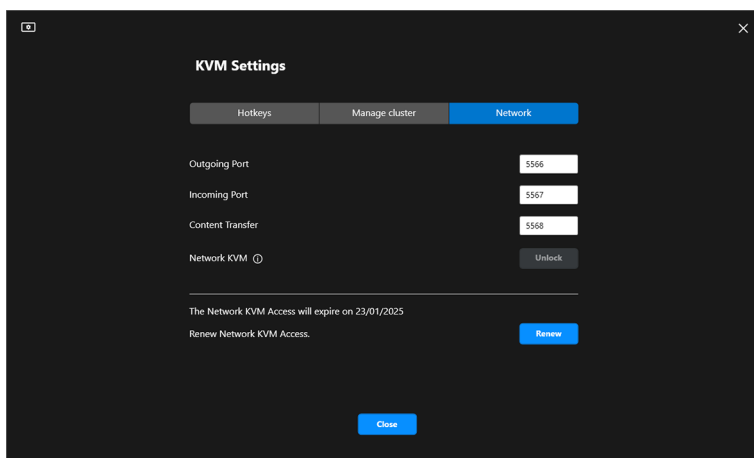 KVM Settings
Hotkeys Manage cluster Network
Outgoing Port 5566
Incoming Port 5567
Content Transfer 5568
Network KVM Unlock
The Network KVM Access will expire on 23/01/2025
Renew Network KVM Access. Renew
Close